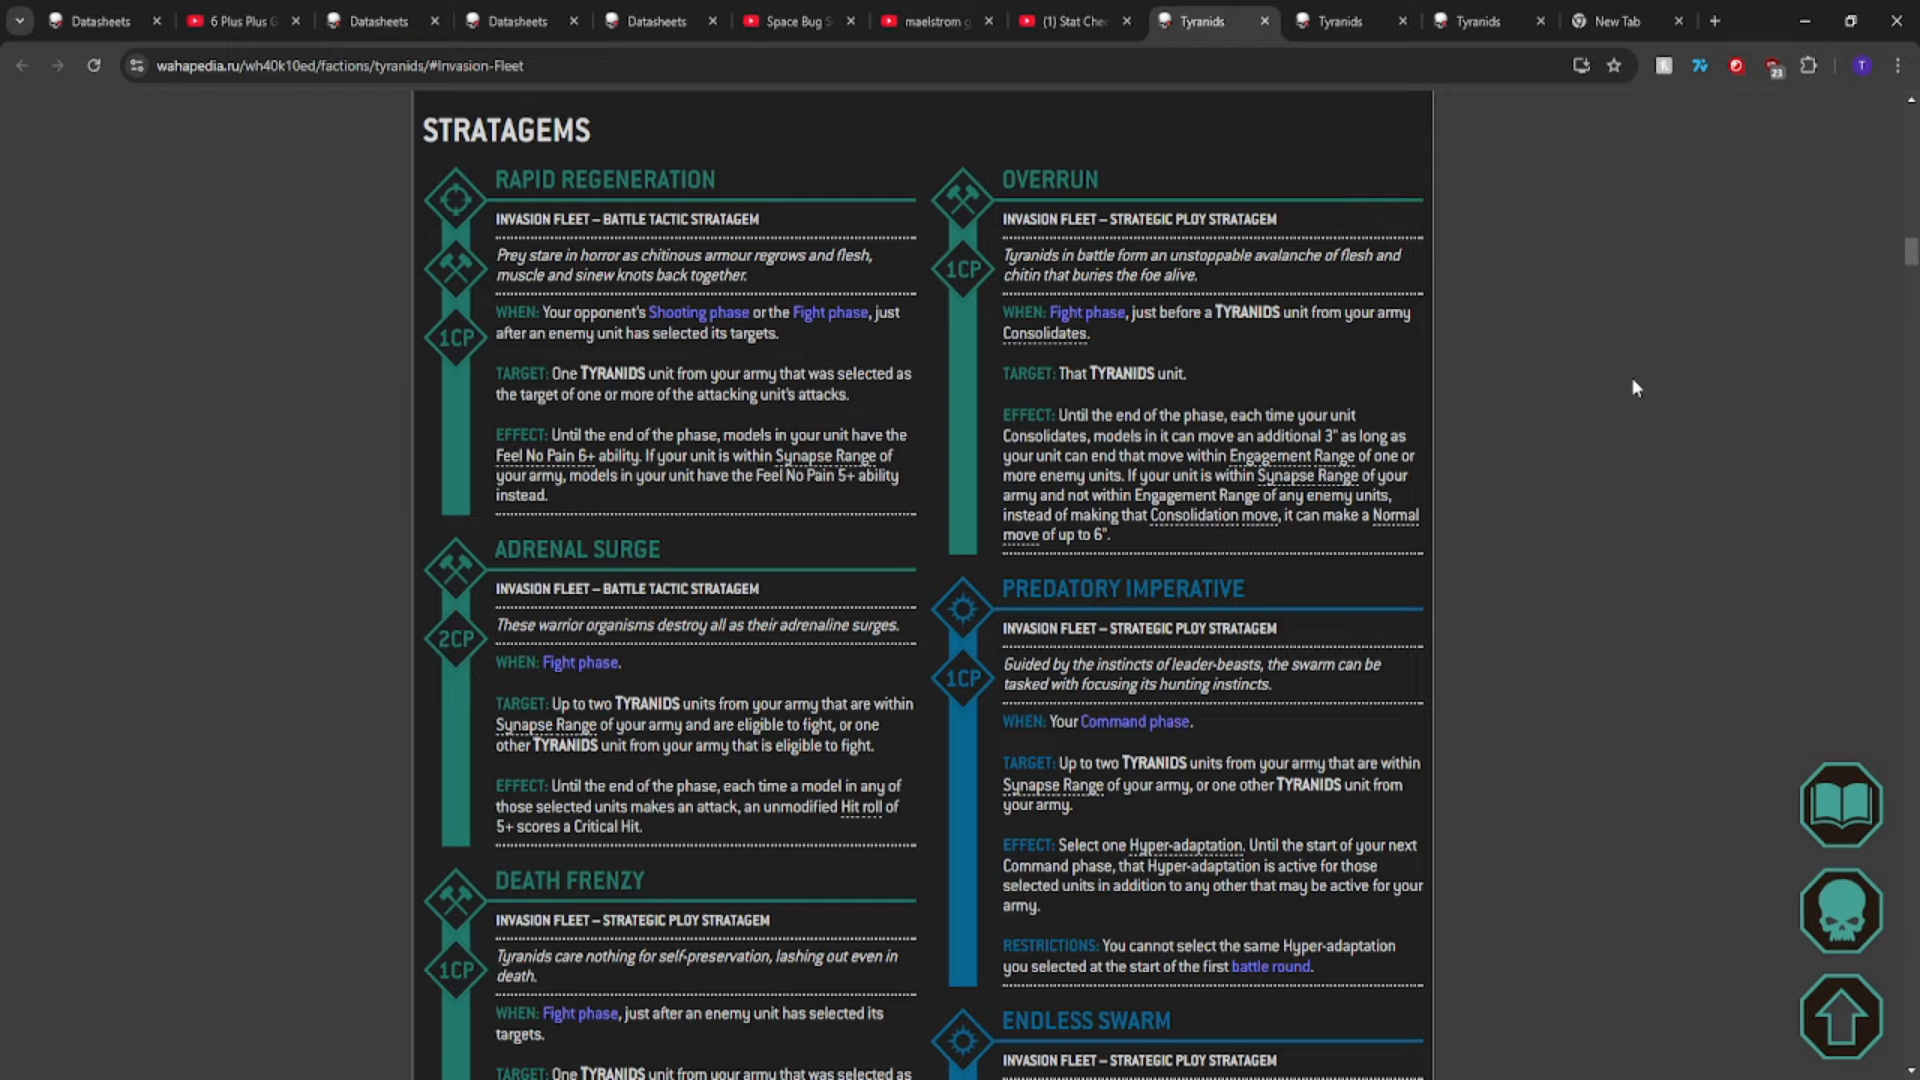 Datasheets
6 Plus Plus G
Datasheets
Datasheets
Datasheets
Space Bug S
maelstrom g
(1) Stat Chec
Tyranids
Tyranids
Tyranids
New Tab
wahapedia.ru/wh40k10ed/factions/tyranids/#Invasion-Fleet
23
T
STRATAGEMS
RAPID REGENERATION
INVASION FLEET – BATTLE TACTIC STRATAGEM
Prey stare in horror as chitinous armour regrows and flesh,
muscle and sinew knots back together.
1CP
WHEN: Your opponent's Shooting phase or the Fight phase, just
after an enemy unit has selected its targets.
TARGET: One TYRANIDS unit from your army that was selected as
the target of one or more of the attacking unit's attacks.
EFFECT: Until the end of the phase, models in your unit have the
Feel No Pain 6+ ability. If your unit is within Synapse Range of
your army, models in your unit have the Feel No Pain 5+ ability
instead.
ADRENAL SURGE
INVASION FLEET – BATTLE TACTIC STRATAGEM
2CP
These warrior organisms destroy all as their adrenaline surges.
WHEN: Fight phase.
TARGET: Up to two TYRANIDS units from your army that are within
Synapse Range of your army and are eligible to fight, or one
other TYRANIDS unit from your army that is eligible to fight.
EFFECT: Until the end of the phase, each time a model in any of
those selected units makes an attack, an unmodified Hit roll of
5+ scores a Critical Hit.
DEATH FRENZY
INVASION FLEET – STRATEGIC PLOY STRATAGEM
1CP
Tyranids care nothing for self-preservation, lashing out even in
death.
WHEN: Fight phase, just after an enemy unit has selected its
targets.
TARGET: One TYRANIDS unit from your army that was selected as
OVERRUN
INVASION FLEET – STRATEGIC PLOY STRATAGEM
1CP
Tyranids in battle form an unstoppable avalanche of flesh and
chitin that buries the foe alive.
WHEN: Fight phase, just before a TYRANIDS unit from your army
Consolidates.
TARGET: That TYRANIDS unit.
EFFECT: Until the end of the phase, each time your unit
Consolidates, models in it can move an additional 3" as long as
your unit can end that move within Engagement Range of one or
more enemy units. If your unit is within Synapse Range of your
army and not within Engagement Range of any enemy units,
instead of making that Consolidation move, it can make a Normal
move of up to 6".
PREDATORY IMPERATIVE
INVASION FLEET – STRATEGIC PLOY STRATAGEM
1CP
Guided by the instincts of leader-beasts, the swarm can be
tasked with focusing its hunting instincts.
WHEN: Your Command phase.
TARGET: Up to two TYRANIDS units from your army that are within
Synapse Range of your army, or one other TYRANIDS unit from
your army.
EFFECT: Select one Hyper-adaptation. Until the start of your next
Command phase, that Hyper-adaptation is active for those
selected units in addition to any other that may be active for your
army.
RESTRICTIONS: You cannot select the same Hyper-adaptation
you selected at the start of the first battle round.
ENDLESS SWARM
INVASION FLEET – STRATEGIC PLOY STRATAGEM